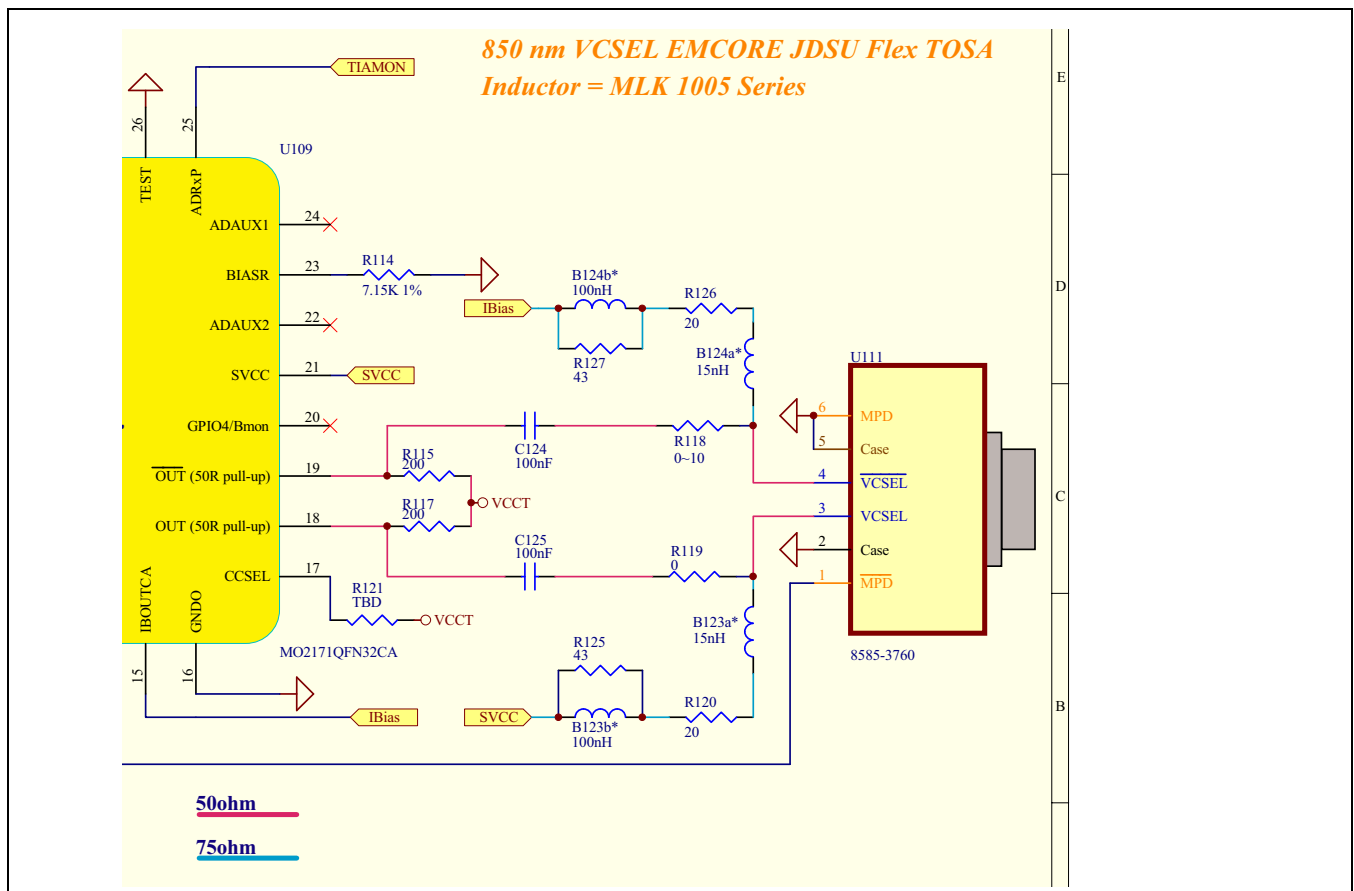 850 nm VCSEL EMCORE JDSU Flex TOSA
Inductor = MLK 1005 Series
E
TIAMON
26
25
U109
TEST
ADRxP
ADAUX1
24
BIASR
23
R114
7.15K 1%
D
B124b*
100nH
IBias
R126
20
ADAUX2
22
R127
43
B124a*
15nH
U111
SVCC
21
SVCC
6
MPD
GPIO4/Bmon
20
C124
100nF
R118
0~10
5
Case
OUT (50R pull-up)
19
R115
200
4
VCSEL
C
VCCT
R117
200
3
VCSEL
OUT (50R pull-up)
18
C125
100nF
R119
0
2
Case
CCSEL
17
R121
TBD
1
MPD
VCCT
IBOUTCA
GNDO
B123a*
15nH
MO2171QFN32CA
R125
43
8585-3760
15
16
IBias
SVCC
B123b*
100nH
R120
20
B
50ohm
75ohm